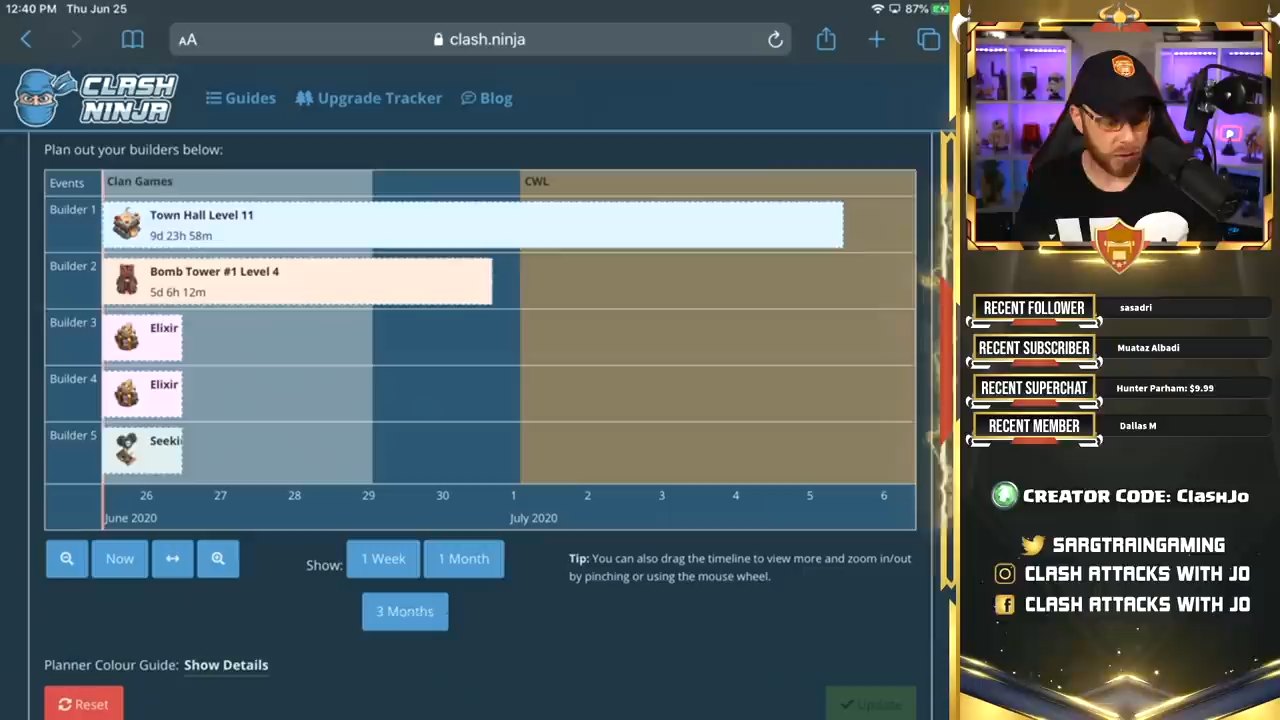 12:40 PM Thu Jun 25
87%
AA
clash.ninja
CLASH
NINJA
Guides
Upgrade Tracker
Blog
Plan out your builders below:
Events
Clan Games
CWL
Builder 1
Town Hall Level 11
9d 23h 58m
Builder 2
Bomb Tower #1 Level 4
5d 6h 12m
Builder 3
Elixir
Builder 4
Elixir
Builder 5
Seeki
26 27 28 29 30 1 2 3 4 5 6
June 2020
July 2020
Now
Show:
1 Week
1 Month
3 Months
Tip: You can also drag the timeline to view more and zoom in/out
by pinching or using the mouse wheel.
Planner Colour Guide: Show Details
Reset
Update
RECENT FOLLOWER
sasadri
RECENT SUBSCRIBER
Muataz Albadi
RECENT SUPERCHAT
Hunter Parham: $9.99
RECENT MEMBER
Dallas M
CREATOR CODE: ClashJo
SARGTRAINGAMING
CLASH ATTACKS WITH JO
CLASH ATTACKS WITH JO